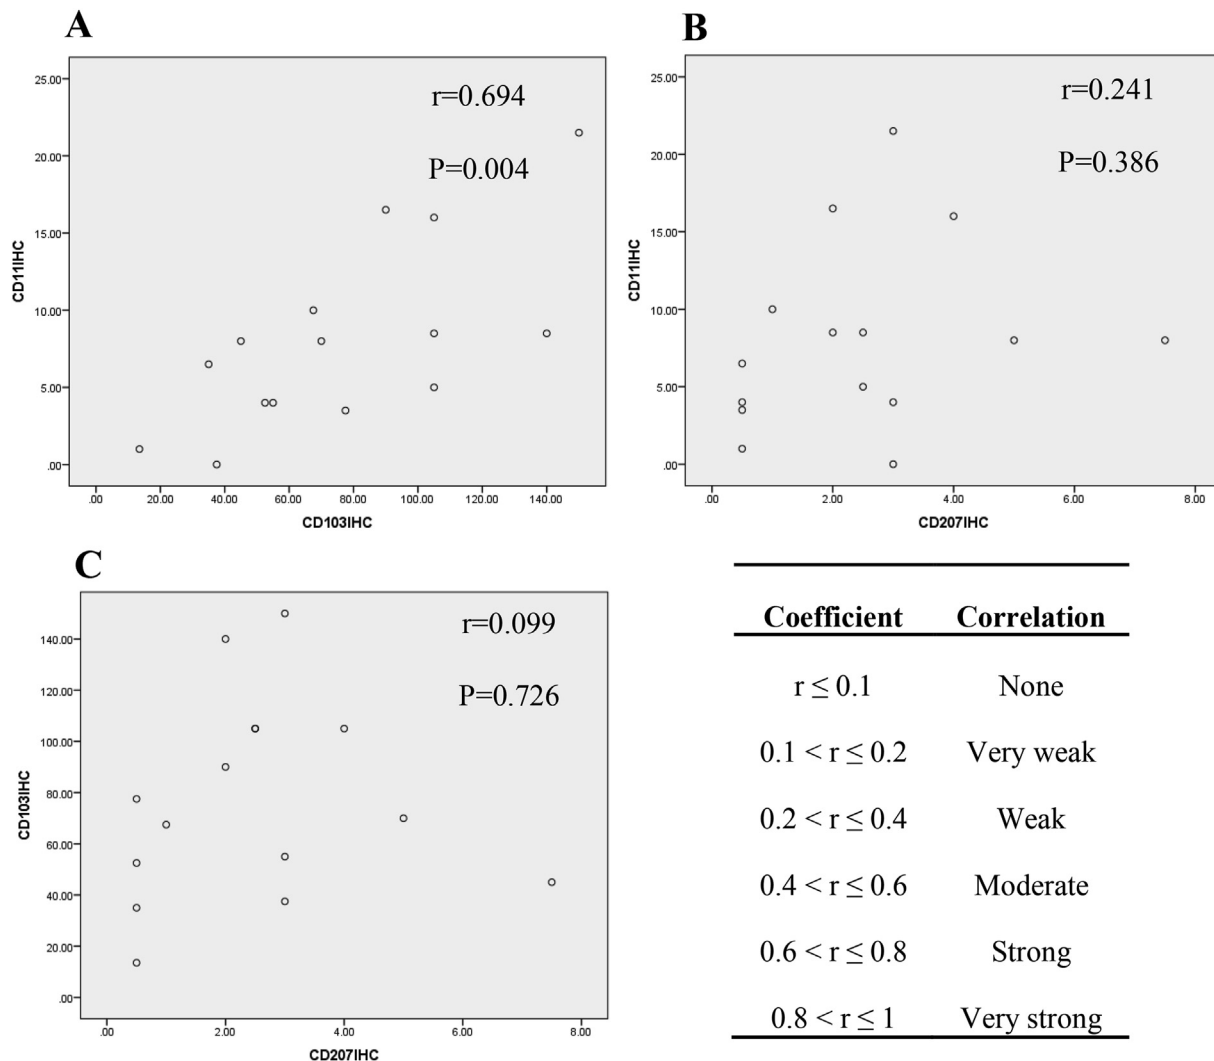 A
25.00
20.00
15.00
10.00
5.00
.00
CD11IHC
r=0.694
P=0.004
.00 20.00 40.00 60.00 80.00 100.00 120.00 140.00
CD103IHC
B
25.00
20.00
15.00
10.00
5.00
.00
CD11IHC
r=0.241
P=0.386
.00 2.00 4.00 6.00 8.00
CD207IHC
C
140.00
120.00
100.00
80.00
60.00
40.00
20.00
.00
CD103IHC
r=0.099
P=0.726
.00 2.00 4.00 6.00 8.00
CD207IHC
Coefficient Correlation
r ≤ 0.1 None
0.1 < r ≤ 0.2 Very weak
0.2 < r ≤ 0.4 Weak
0.4 < r ≤ 0.6 Moderate
0.6 < r ≤ 0.8 Strong
0.8 < r ≤ 1 Very strong